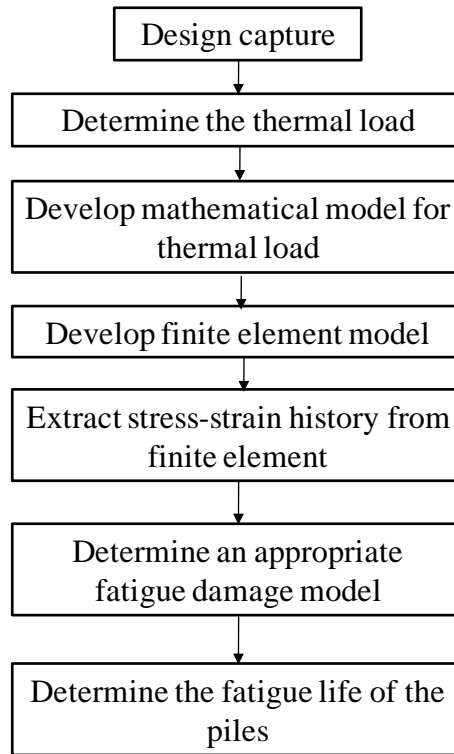 Design capture
Determine the thermal load
Develop mathematical model for
thermal load
Develop finite element model
Extract stress-strain history from
finite element
Determine an appropriate
fatigue damage model
Determine the fatigue life of the
piles